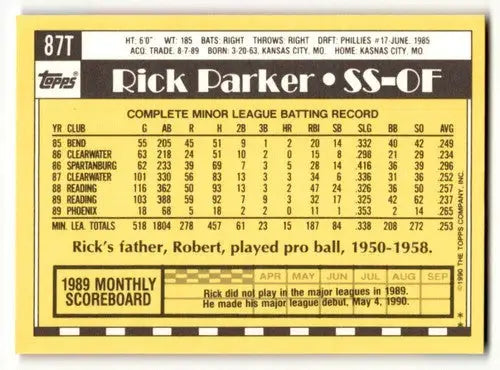 87T
HT: 6'0" WT: 185 BATS: RIGHT THROWS: RIGHT DRFT: PHILLIES #17-JUNE, 1985
ACQ: TRADE, 8-7-89 BORN: 3-20-63, KANSAS CITY, MO. HOME: KASNAS CITY, MO.
Topps
Rick Parker • SS-OF
COMPLETE MINOR LEAGUE BATTING RECORD
YR CLUB G AB R H 2B 3B HR RBI SB SLG BB SO AVG
85 BEND 55 205 45 51 9 1 2 20 14 .332 40 42 .249
86 CLEARWATER 63 218 24 51 10 2 0 15 8 .298 21 29 .234
86 SPARTANBURG 62 233 39 69 7 3 5 28 14 .416 36 39 .296
87 CLEARWATER 101 330 56 83 13 3 3 34 6 .336 31 36 .252
88 READING 116 362 50 93 13 3 3 47 24 .334 36 50 .257
89 READING 103 388 59 92 7 9 3 32 17 .325 42 62 .237
89 PHOENIX 18 68 5 18 2 2 0 11 1 .353 2 14 .265
MIN. LEA. TOTALS 518 1804 278 457 61 23 15 187 84 .338 208 272 .253
Rick's father, Robert, played pro ball, 1950-1958.
1989 MONTHLY
SCOREBOARD
APR MAY JUN JUL AUG SEP
Rick did not play in the major leagues in 1989.
He made his major league debut, May 4, 1990.
©1990 THE TOPPS COMPANY, INC.
**